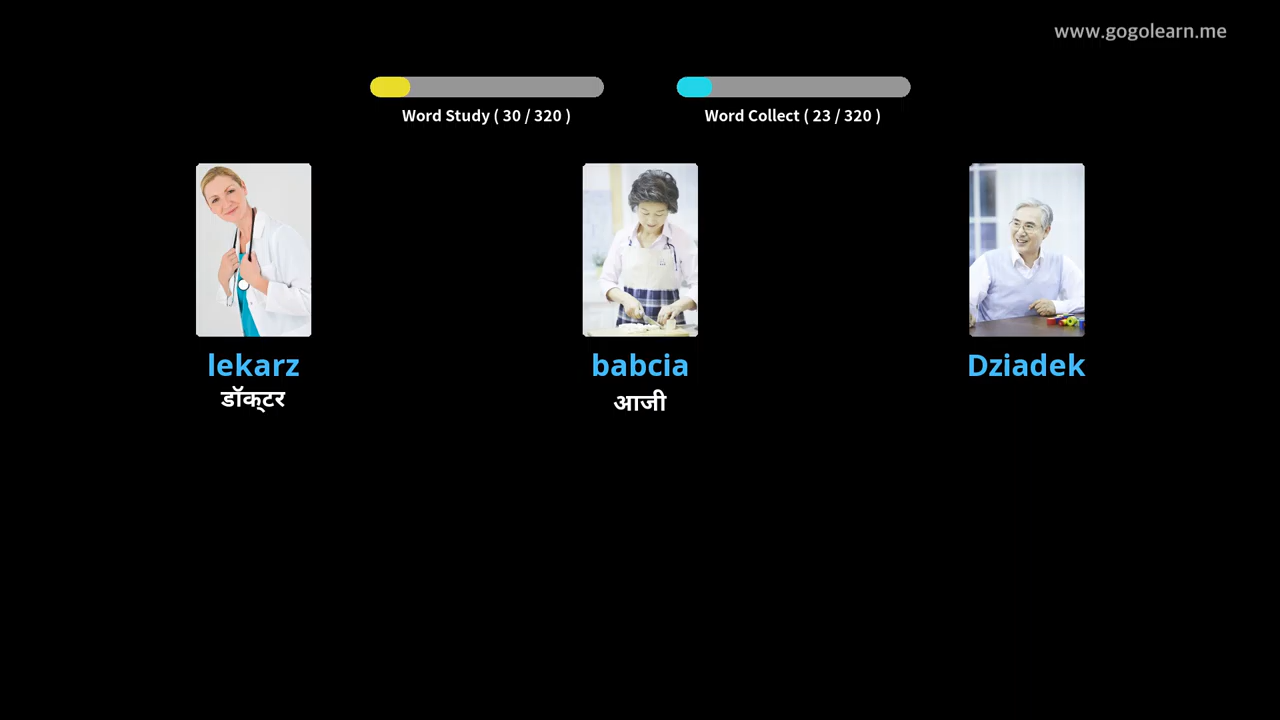 www.gogolearn.me
Word Study ( 30 / 320 )
Word Collect ( 23 / 320 )
lekarz
डॉक्टर
babcia
आजी
Dziadek